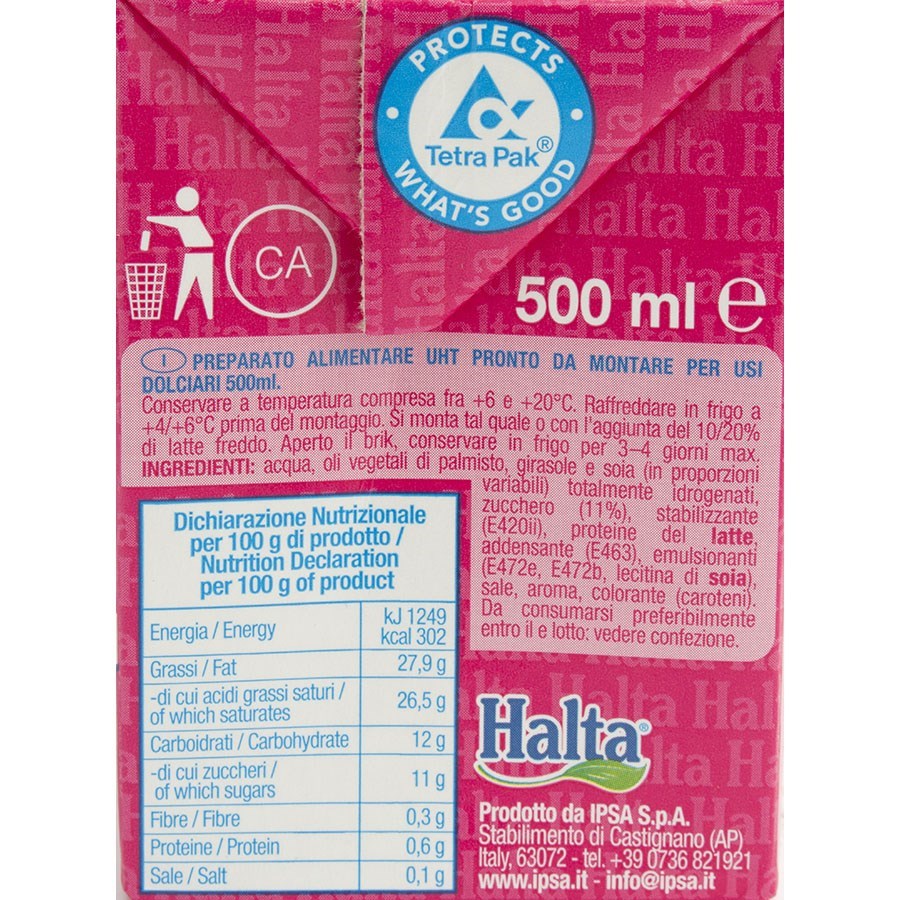 PROTECTS
Tetra Pak®
WHAT'S GOOD
CA
500 ml e
I PREPARATO ALIMENTARE UHT PRONTO DA MONTARE PER USI
DOLCIARI 500ml.
Conservare a temperatura compresa fra +6 e +20°C. Raffreddare in frigo a
+4/+6°C prima del montaggio. Si monta tal quale o con l'aggiunta del 10/20%
di latte freddo. Aperto il brik, conservare in frigo per 3–4 giorni max.
INGREDIENTI: acqua, oli vegetali di palmisto, girasole e soia (in proporzioni
variabili) totalmente idrogenati,
zucchero (11%), stabilizzante
(E420ii), proteine del latte,
addensante (E463), emulsionanti
(E472e, E472b, lecitina di soia),
sale, aroma, colorante (caroteni).
Da consumarsi preferibilmente
entro il e lotto: vedere confezione.
Dichiarazione Nutrizionale
per 100 g di prodotto /
Nutrition Declaration
per 100 g of product
Energia / Energy kJ 1249
kcal 302
Grassi / Fat 27,9 g
-di cui acidi grassi saturi /
of which saturates 26,5 g
Carboidrati / Carbohydrate 12 g
-di cui zuccheri /
of which sugars 11 g
Fibre / Fibre 0,3 g
Proteine / Protein 0,6 g
Sale / Salt 0,1 g
Halta®
Prodotto da IPSA S.p.A.
Stabilimento di Castignano (AP)
Italy, 63072 - tel. +39 0736 821921
www.ipsa.it - info@ipsa.it